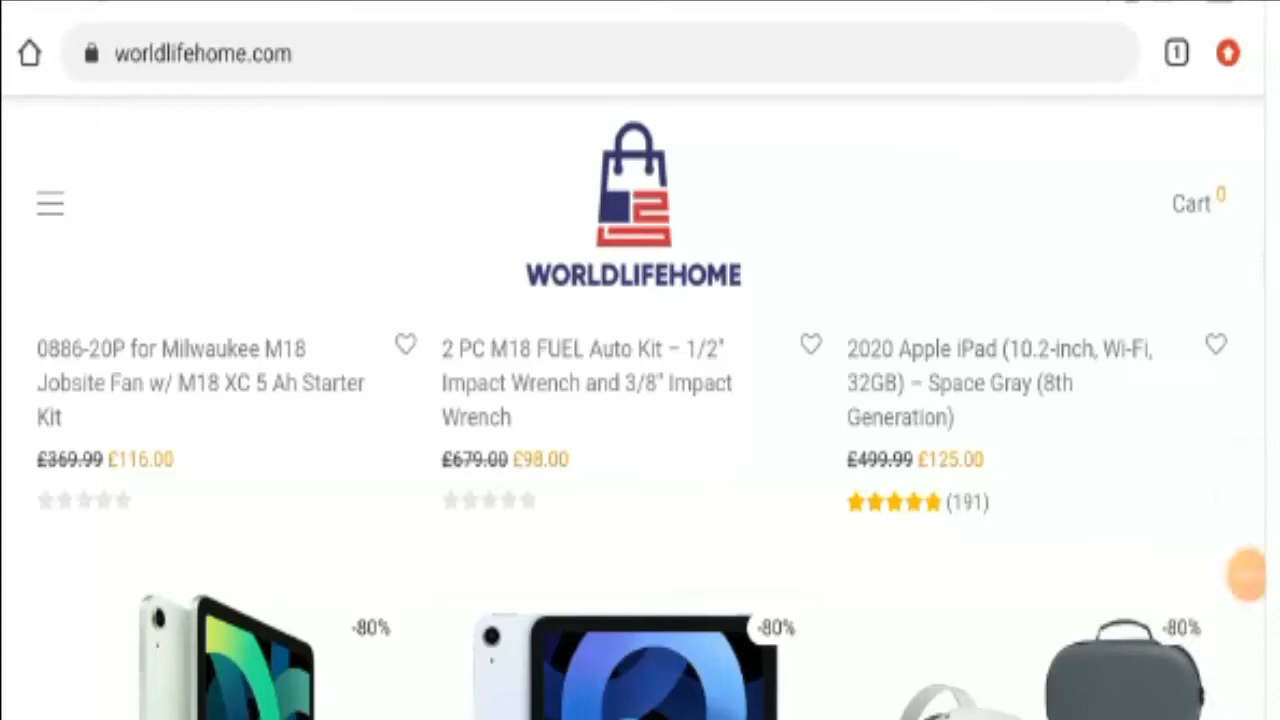 worldlifehome.com
1
WORLDLIFEHOME
Cart 0
0886-20P for Milwaukee M18
Jobsite Fan w/ M18 XC 5 Ah Starter
Kit
£369.99 £116.00
2 PC M18 FUEL Auto Kit – 1/2"
Impact Wrench and 3/8" Impact
Wrench
£679.00 £98.00
2020 Apple iPad (10.2-inch, Wi-Fi,
32GB) – Space Gray (8th
Generation)
£499.99 £125.00
(191)
-80%
-80%
-80%